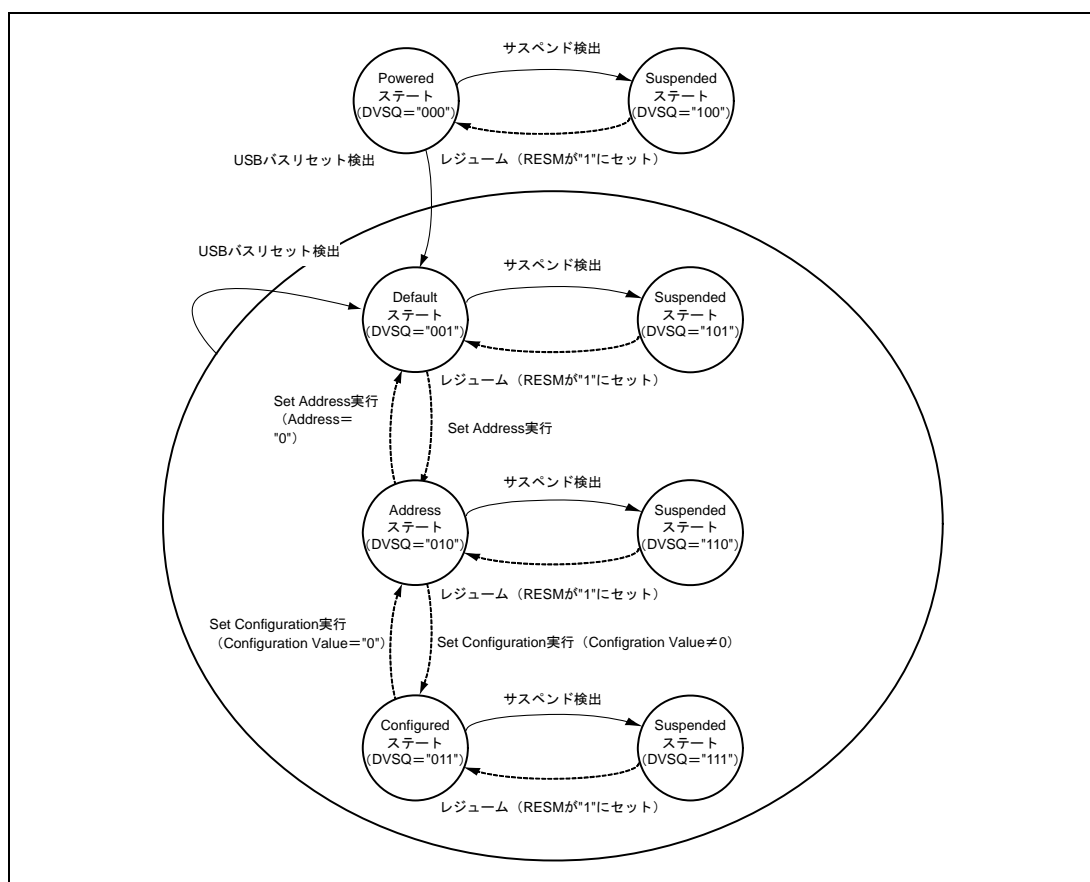 サスペンド検出
Powered
ステート
(DVSQ＝"000")
Suspended
ステート
(DVSQ＝"100")
USBバスリセット検出
レジューム（RESMが"1"にセット）
USBバスリセット検出
サスペンド検出
Default
ステート
(DVSQ＝"001")
Suspended
ステート
(DVSQ＝"101")
レジューム（RESMが"1"にセット）
Set Address実行
（Address＝
"0"）
Set Address実行
サスペンド検出
Address
ステート
(DVSQ＝"010")
Suspended
ステート
(DVSQ＝"110")
レジューム（RESMが"1"にセット）
Set Configuration実行
（Configuration Value＝"0"）
Set Configuration実行（Configration Value≠0）
サスペンド検出
Configured
ステート
(DVSQ＝"011")
Suspended
ステート
(DVSQ＝"111")
レジューム（RESMが"1"にセット）